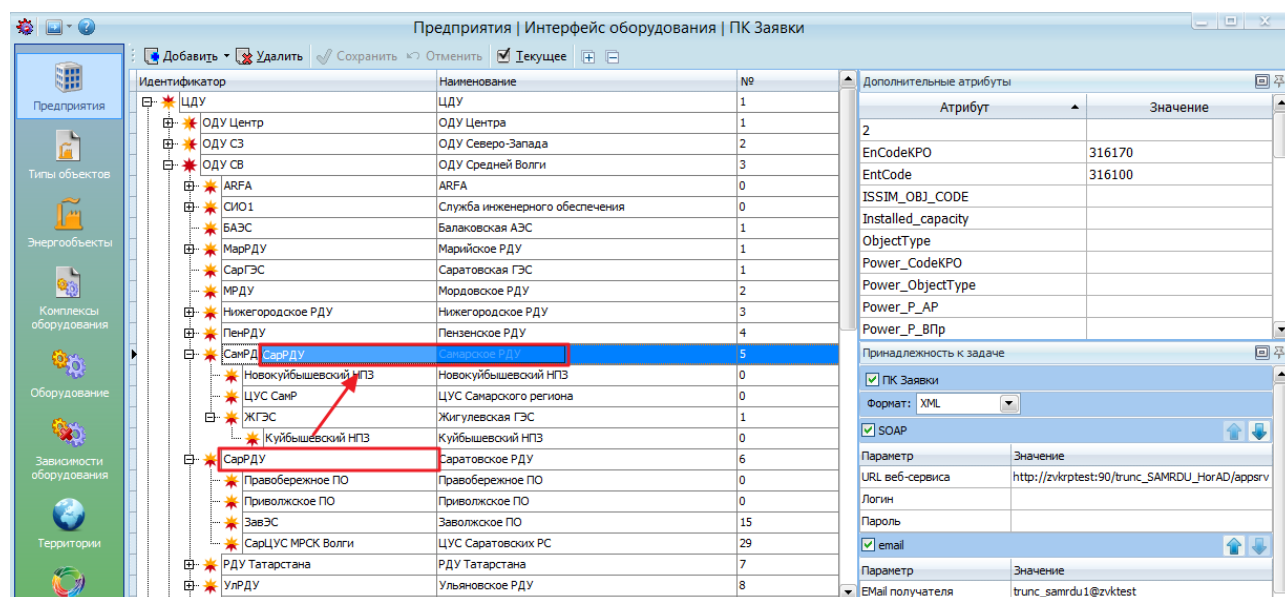 Предприятия | Интерфейс оборудования | ПК Заявки
Добавить Удалить Сохранить Отменить Текущее
Предприятия
Типы объектов
Энергообъекты
Комплексы
оборудования
Оборудование
Зависимости
оборудования
Территории
Идентификатор Наименование №
ЦДУ ЦДУ 1
ОДУ Центр ОДУ Центра 1
ОДУ СЗ ОДУ Северо-Запада 2
ОДУ СВ ОДУ Средней Волги 3
ARFA ARFA 0
СИО1 Служба инженерного обеспечения 0
БАЭС Балаковская АЭС 1
МарРДУ Марийское РДУ 1
СарГЭС Саратовская ГЭС 1
МРДУ Мордовское РДУ 2
Нижегородское РДУ Нижегородское РДУ 3
ПенРДУ Пензенское РДУ 4
СамРД СарРДУ Самарское РДУ 5
Новокуйбышевский НПЗ Новокуйбышевский НПЗ 0
ЦУС СамР ЦУС Самарского региона 0
ЖГЭС Жигулевская ГЭС 1
Куйбышевский НПЗ Куйбышевский НПЗ 0
СарРДУ Саратовское РДУ 6
Правобережное ПО Правобережное ПО 0
Приволжское ПО Приволжское ПО 0
ЗавЭС Заволжское ПО 15
СарЦУС МРСК Волги ЦУС Саратовских РС 29
РДУ Татарстана РДУ Татарстана 7
УлРДУ Ульяновское РДУ 8
Дополнительные атрибуты
Атрибут Значение
2
EnCodeKPO 316170
EntCode 316100
ISSIM_OBJ_CODE
Installed_capacity
ObjectType
Power_CodeKPO
Power_ObjectType
Power_P_AP
Power_P_ВПр
Принадлежность к задаче
ПК Заявки
Формат: XML
SOAP
Параметр Значение
URL веб-сервиса http://zvkrptest:90/trunc_SAMRDU_HorAD/appsrv
Логин
Пароль
email
Параметр Значение
EMail получателя trunc_samrdu1@zvktest